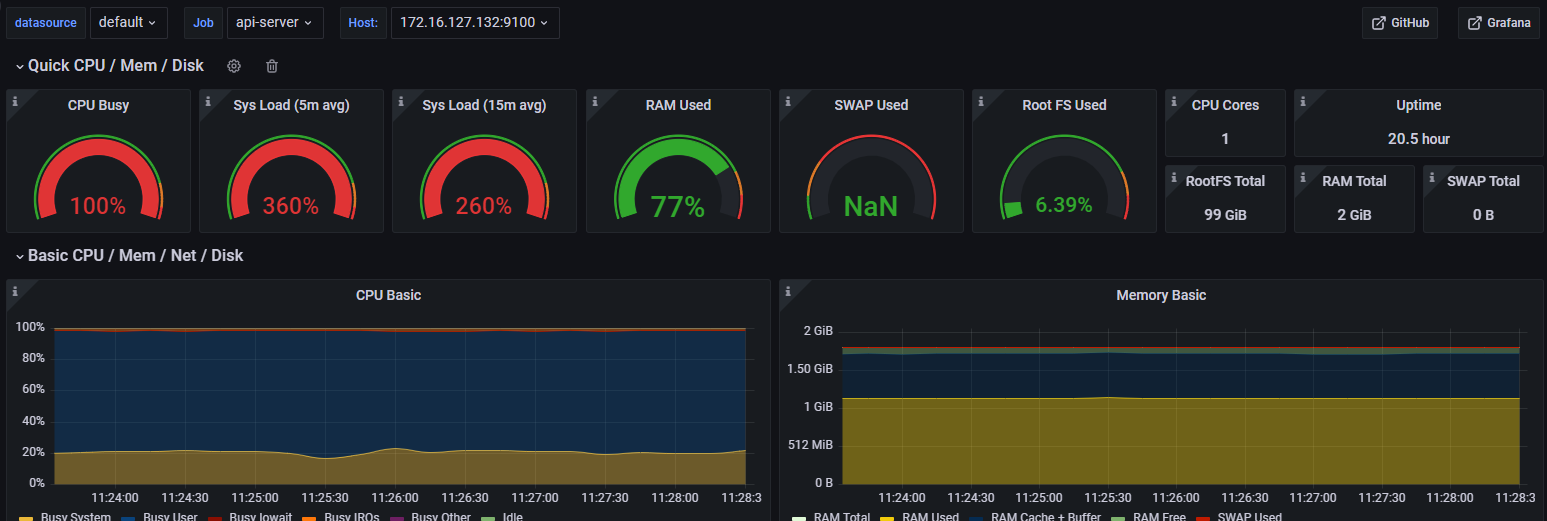 datasource default Job api-server Host: 172.16.127.132:9100 GitHub Grafana
Quick CPU / Mem / Disk
CPU Busy Sys Load (5m avg) Sys Load (15m avg) RAM Used SWAP Used Root FS Used CPU Cores Uptime
1 20.5 hour
RootFS Total RAM Total SWAP Total
100% 360% 260% 77% NaN 6.39% 99 GiB 2 GiB 0 B
Basic CPU / Mem / Net / Disk
CPU Basic
100%
80%
60%
40%
20%
0%
11:24:00 11:24:30 11:25:00 11:25:30 11:26:00 11:26:30 11:27:00 11:27:30 11:28:00 11:28:3
Busy System Busy User Busy Iowait Busy IRQs Busy Other Idle
Memory Basic
2 GiB
1.50 GiB
1 GiB
512 MiB
0 B
11:24:00 11:24:30 11:25:00 11:25:30 11:26:00 11:26:30 11:27:00 11:27:30 11:28:00 11:28:3
RAM Total RAM Used RAM Cache + Buffer RAM Free SWAP Used